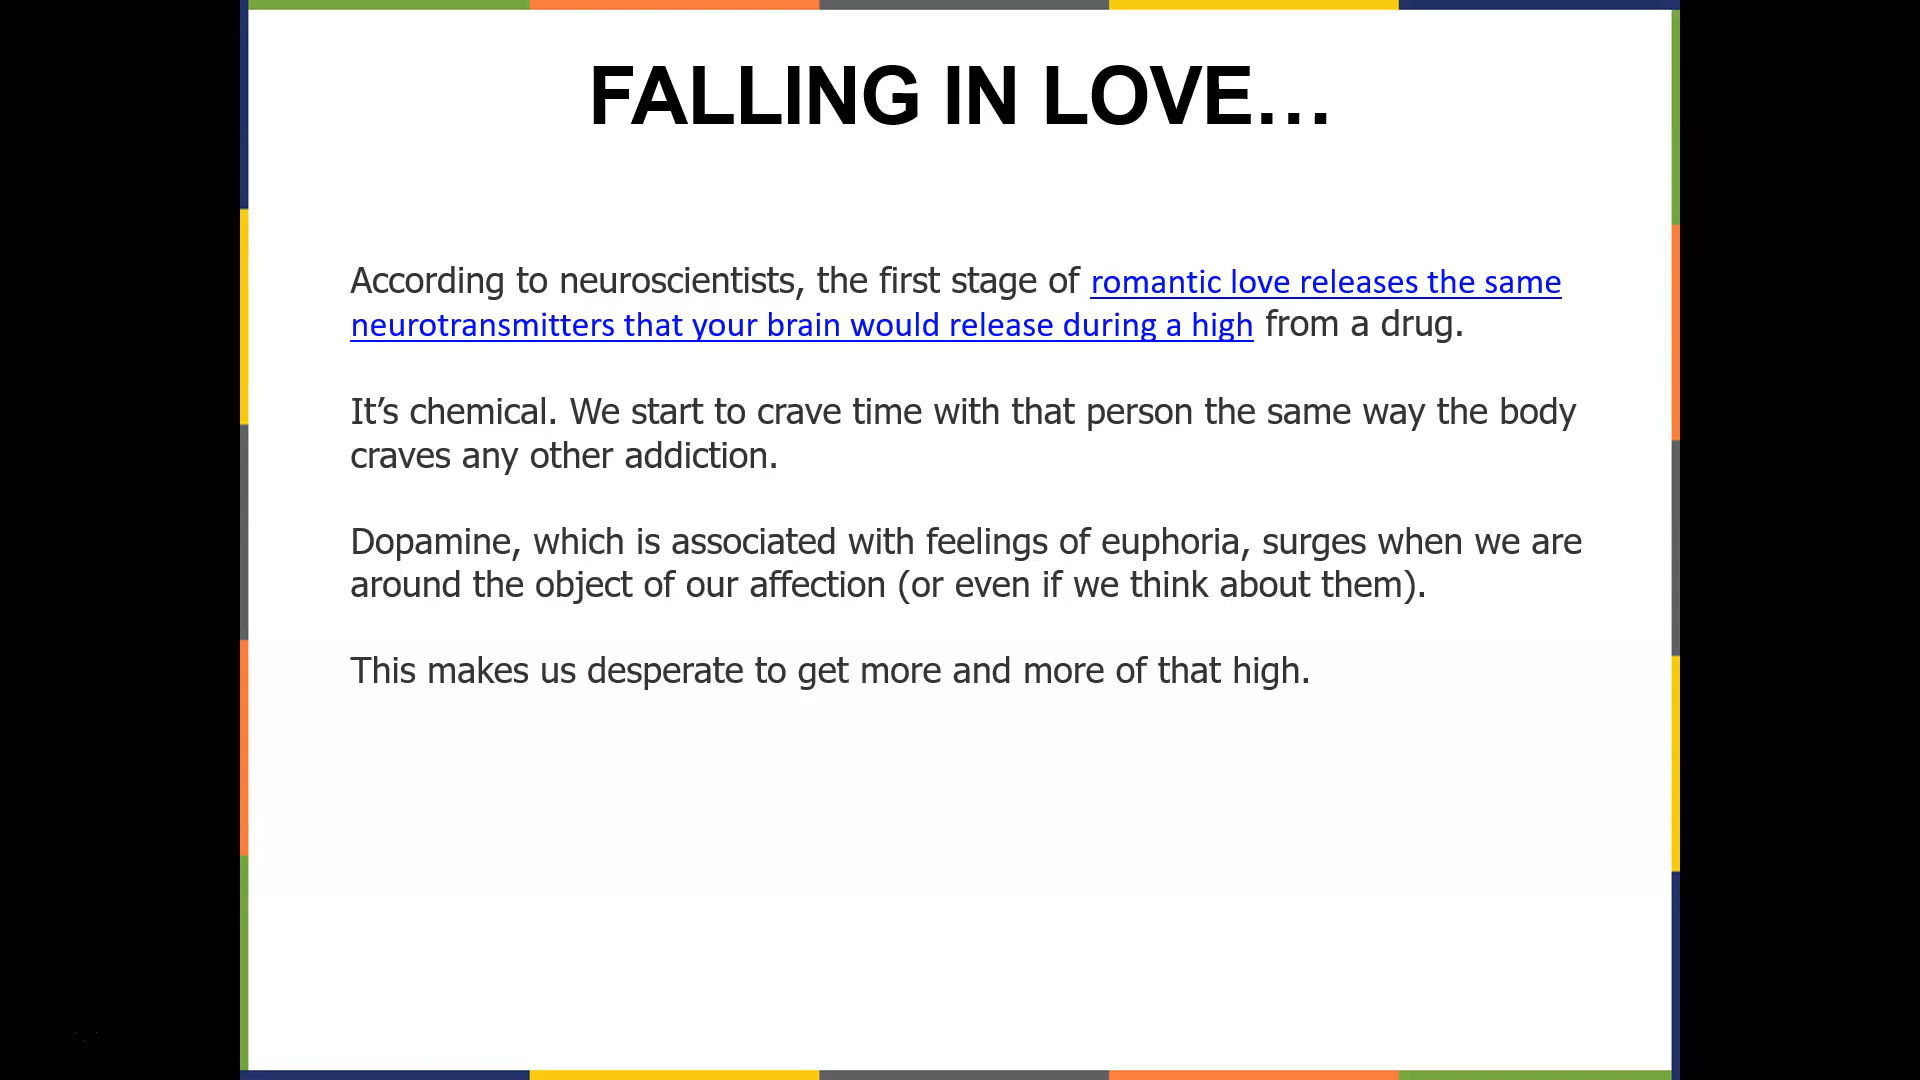 FALLING IN LOVE…
According to neuroscientists, the first stage of romantic love releases the same
neurotransmitters that your brain would release during a high from a drug.
It’s chemical. We start to crave time with that person the same way the body
craves any other addiction.
Dopamine, which is associated with feelings of euphoria, surges when we are
around the object of our affection (or even if we think about them).
This makes us desperate to get more and more of that high.